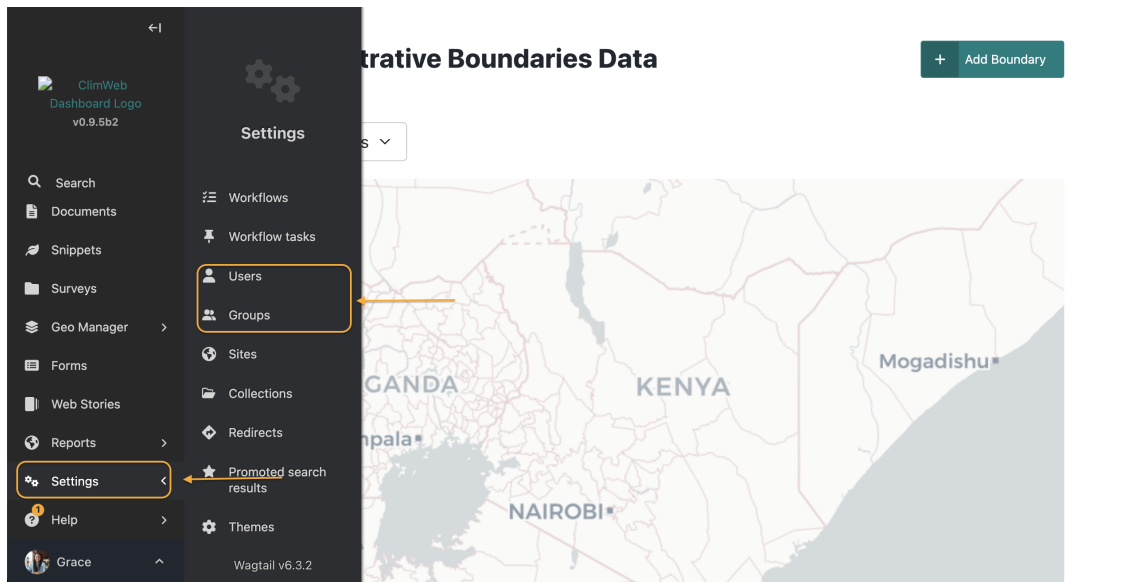 ClimWeb
Dashboard Logo
v0.9.5b2
Search
Documents
Snippets
Surveys
Geo Manager
Forms
Web Stories
Reports
Settings
1
?
Help
Grace
Settings
Workflows
Workflow tasks
Users
Groups
Sites
Collections
Redirects
Promoted search
results
Themes
Wagtail v6.3.2
trative Boundaries Data
+ Add Boundary
s
GANDA
KENYA
Mogadishu
npala
NAIROBI